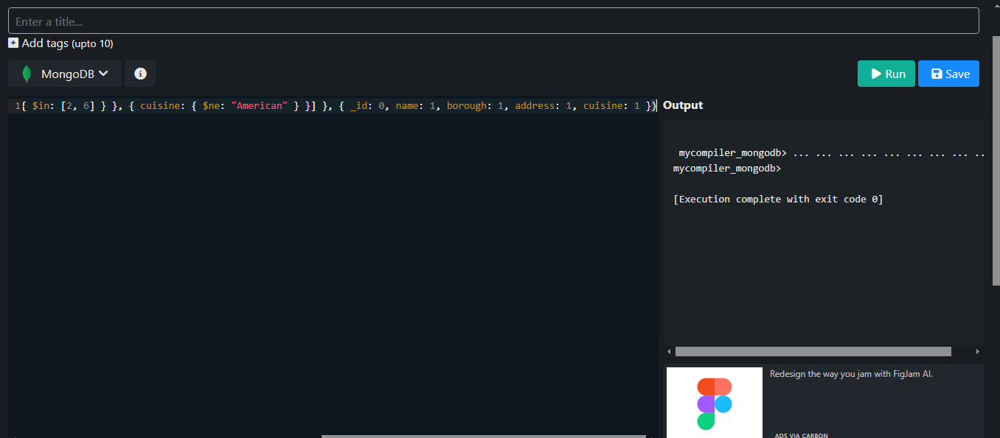 Enter a title...
Add tags (upto 10)
MongoDB
Run
Save
1{ $in: [2, 6] } }, { cuisine: { $ne: "American" } }] }, { _id: 0, name: 1, borough: 1, address: 1, cuisine: 1 })
Output
mycompiler_mongodb> ... ... ... ... ... ... ... ... ..
mycompiler_mongodb>
[Execution complete with exit code 0]
Redesign the way you jam with FigJam AI.
ADS VIA CARBON